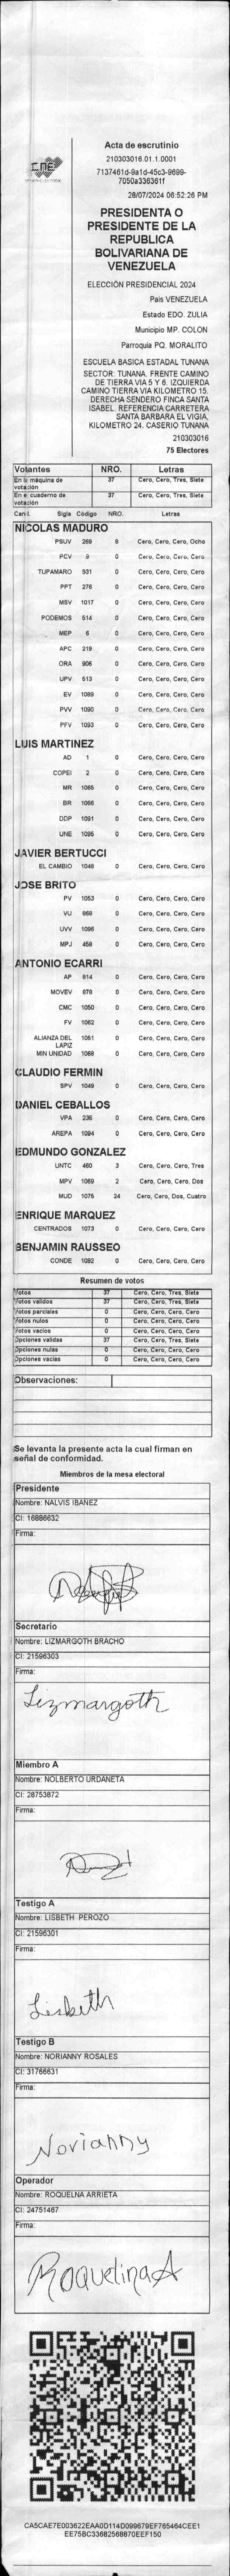 CNE
Acta de escrutinio
210303016.01.1.0001
7137461d-9a1d-45c3-9699-
7050a336361f
28/07/2024 06:52:26 PM
PRESIDENTA O
PRESIDENTE DE LA
REPUBLICA
BOLIVARIANA DE
VENEZUELA
ELECCIÓN PRESIDENCIAL 2024
Pais VENEZUELA
Estado EDO. ZULIA
Municipio MP. COLON
Parroquia PQ. MORALITO
ESCUELA BASICA ESTADAL TUNANA
SECTOR: TUNANA. FRENTE CAMINO
DE TIERRA VIA 5 Y 6. IZQUIERDA
CAMINO TIERRA VIA KILOMETRO 15.
DERECHA SENDERO FINCA SANTA
ISABEL. REFERENCIA CARRETERA
SANTA BARBARA EL VIGIA,
KILOMETRO 24. CASERIO TUNANA
210303016
75 Electores
Votantes NRO. Letras
En la máquina de votación 37 Cero, Cero, Tres, Siete
En el cuaderno de votación 37 Cero, Cero, Tres, Siete
Cand. Sigla Código NRO. Letras
NICOLAS MADURO
PSUV 269 8 Cero, Cero, Cero, Ocho
PCV 9 0 Cero, Cero, Cero, Cero
TUPAMARO 931 0 Cero, Cero, Cero, Cero
PPT 276 0 Cero, Cero, Cero, Cero
MSV 1017 0 Cero, Cero, Cero, Cero
PODEMOS 514 0 Cero, Cero, Cero, Cero
MEP 6 0 Cero, Cero, Cero, Cero
APC 219 0 Cero, Cero, Cero, Cero
ORA 906 0 Cero, Cero, Cero, Cero
UPV 513 0 Cero, Cero, Cero, Cero
EV 1089 0 Cero, Cero, Cero, Cero
PVV 1090 0 Cero, Cero, Cero, Cero
PFV 1093 0 Cero, Cero, Cero, Cero
LUIS MARTINEZ
AD 1 0 Cero, Cero, Cero, Cero
COPEI 2 0 Cero, Cero, Cero, Cero
MR 1065 0 Cero, Cero, Cero, Cero
BR 1066 0 Cero, Cero, Cero, Cero
DDP 1091 0 Cero, Cero, Cero, Cero
UNE 1095 0 Cero, Cero, Cero, Cero
JAVIER BERTUCCI
EL CAMBIO 1048 0 Cero, Cero, Cero, Cero
JOSE BRITO
PV 1053 0 Cero, Cero, Cero, Cero
VU 868 0 Cero, Cero, Cero, Cero
UVV 1096 0 Cero, Cero, Cero, Cero
MPJ 458 0 Cero, Cero, Cero, Cero
ANTONIO ECARRI
AP 814 0 Cero, Cero, Cero, Cero
MOVEV 878 0 Cero, Cero, Cero, Cero
CMC 1050 0 Cero, Cero, Cero, Cero
FV 1062 0 Cero, Cero, Cero, Cero
ALIANZA DEL LAPIZ 1051 0 Cero, Cero, Cero, Cero
MIN UNIDAD 1068 0 Cero, Cero, Cero, Cero
CLAUDIO FERMIN
SPV 1049 0 Cero, Cero, Cero, Cero
DANIEL CEBALLOS
VPA 236 0 Cero, Cero, Cero, Cero
AREPA 1094 0 Cero, Cero, Cero, Cero
EDMUNDO GONZALEZ
UNTC 460 3 Cero, Cero, Cero, Tres
MPV 1069 2 Cero, Cero, Cero, Dos
MUD 1075 24 Cero, Cero, Dos, Cuatro
ENRIQUE MARQUEZ
CENTRADOS 1073 0 Cero, Cero, Cero, Cero
BENJAMIN RAUSSEO
CONDE 1092 0 Cero, Cero, Cero, Cero
Resumen de votos
Votos 37 Cero, Cero, Tres, Siete
Votos validos 37 Cero, Cero, Tres, Siete
Votos parciales 0 Cero, Cero, Cero, Cero
Votos nulos 0 Cero, Cero, Cero, Cero
Votos vacios 0 Cero, Cero, Cero, Cero
Opciones validas 37 Cero, Cero, Tres, Siete
Opciones nulas 0 Cero, Cero, Cero, Cero
Opciones vacias 0 Cero, Cero, Cero, Cero
Observaciones:
Se levanta la presente acta la cual firman en
señal de conformidad.
Miembros de la mesa electoral
Presidente
Nombre: NALVIS IBANEZ
CI: 16886632
Firma:
Secretario
Nombre: LIZMARGOTH BRACHO
CI: 21596303
Firma:
Lizmargoth
Miembro A
Nombre: NOLBERTO URDANETA
CI: 28753872
Firma:
Testigo A
Nombre: LISBETH PEROZO
CI: 21596301
Firma:
Lisbeth
Testigo B
Nombre: NORIANNY ROSALES
CI: 31766631
Firma:
Norianny
Operador
Nombre: ROQUELNA ARRIETA
CI: 24751467
Firma:
Roquelina A
CA5CAE7E003622EAA0D114D099679EF765464CEE1
EE75BC33682568870EEF150